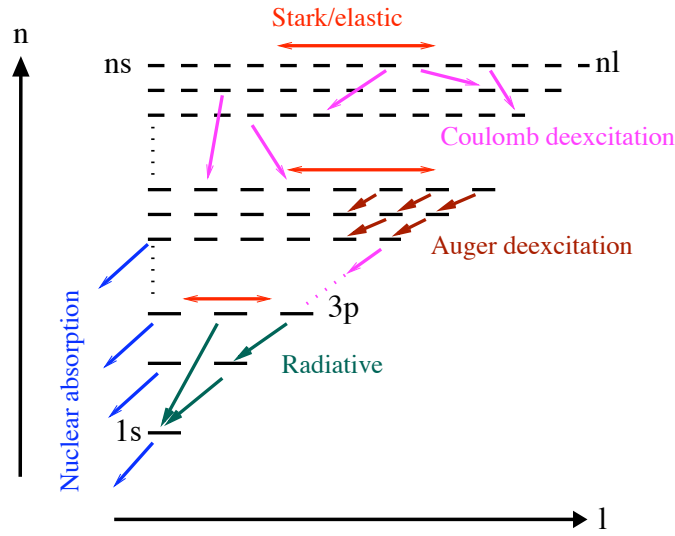 Stark/elastic
n
ns
nl
Coulomb deexcitation
Auger deexcitation
3p
Radiative
Nuclear absorption
1s
l